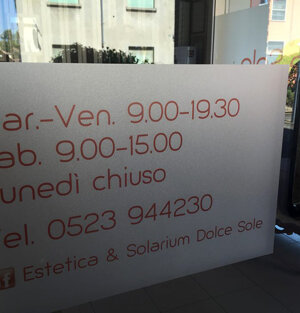 ar.-Ven. 9.00-19.30
ab. 9.00-15.00
unedì chiuso
el. 0523 944230
f Estetica & Solarium Dolce Sole